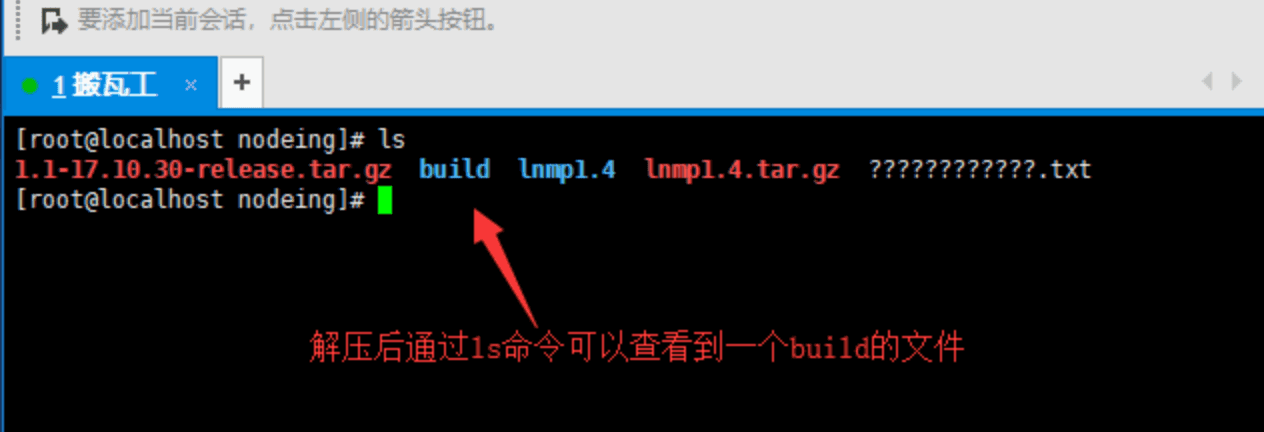 要添加当前会话，点击左侧的箭头按钮。
1 搬瓦工 × +
[root@localhost nodeing]# ls
1.1-17.10.30-release.tar.gz build lnmp1.4 lnmp1.4.tar.gz ????????????.txt
[root@localhost nodeing]#
解压后通过ls命令可以查看到一个build的文件